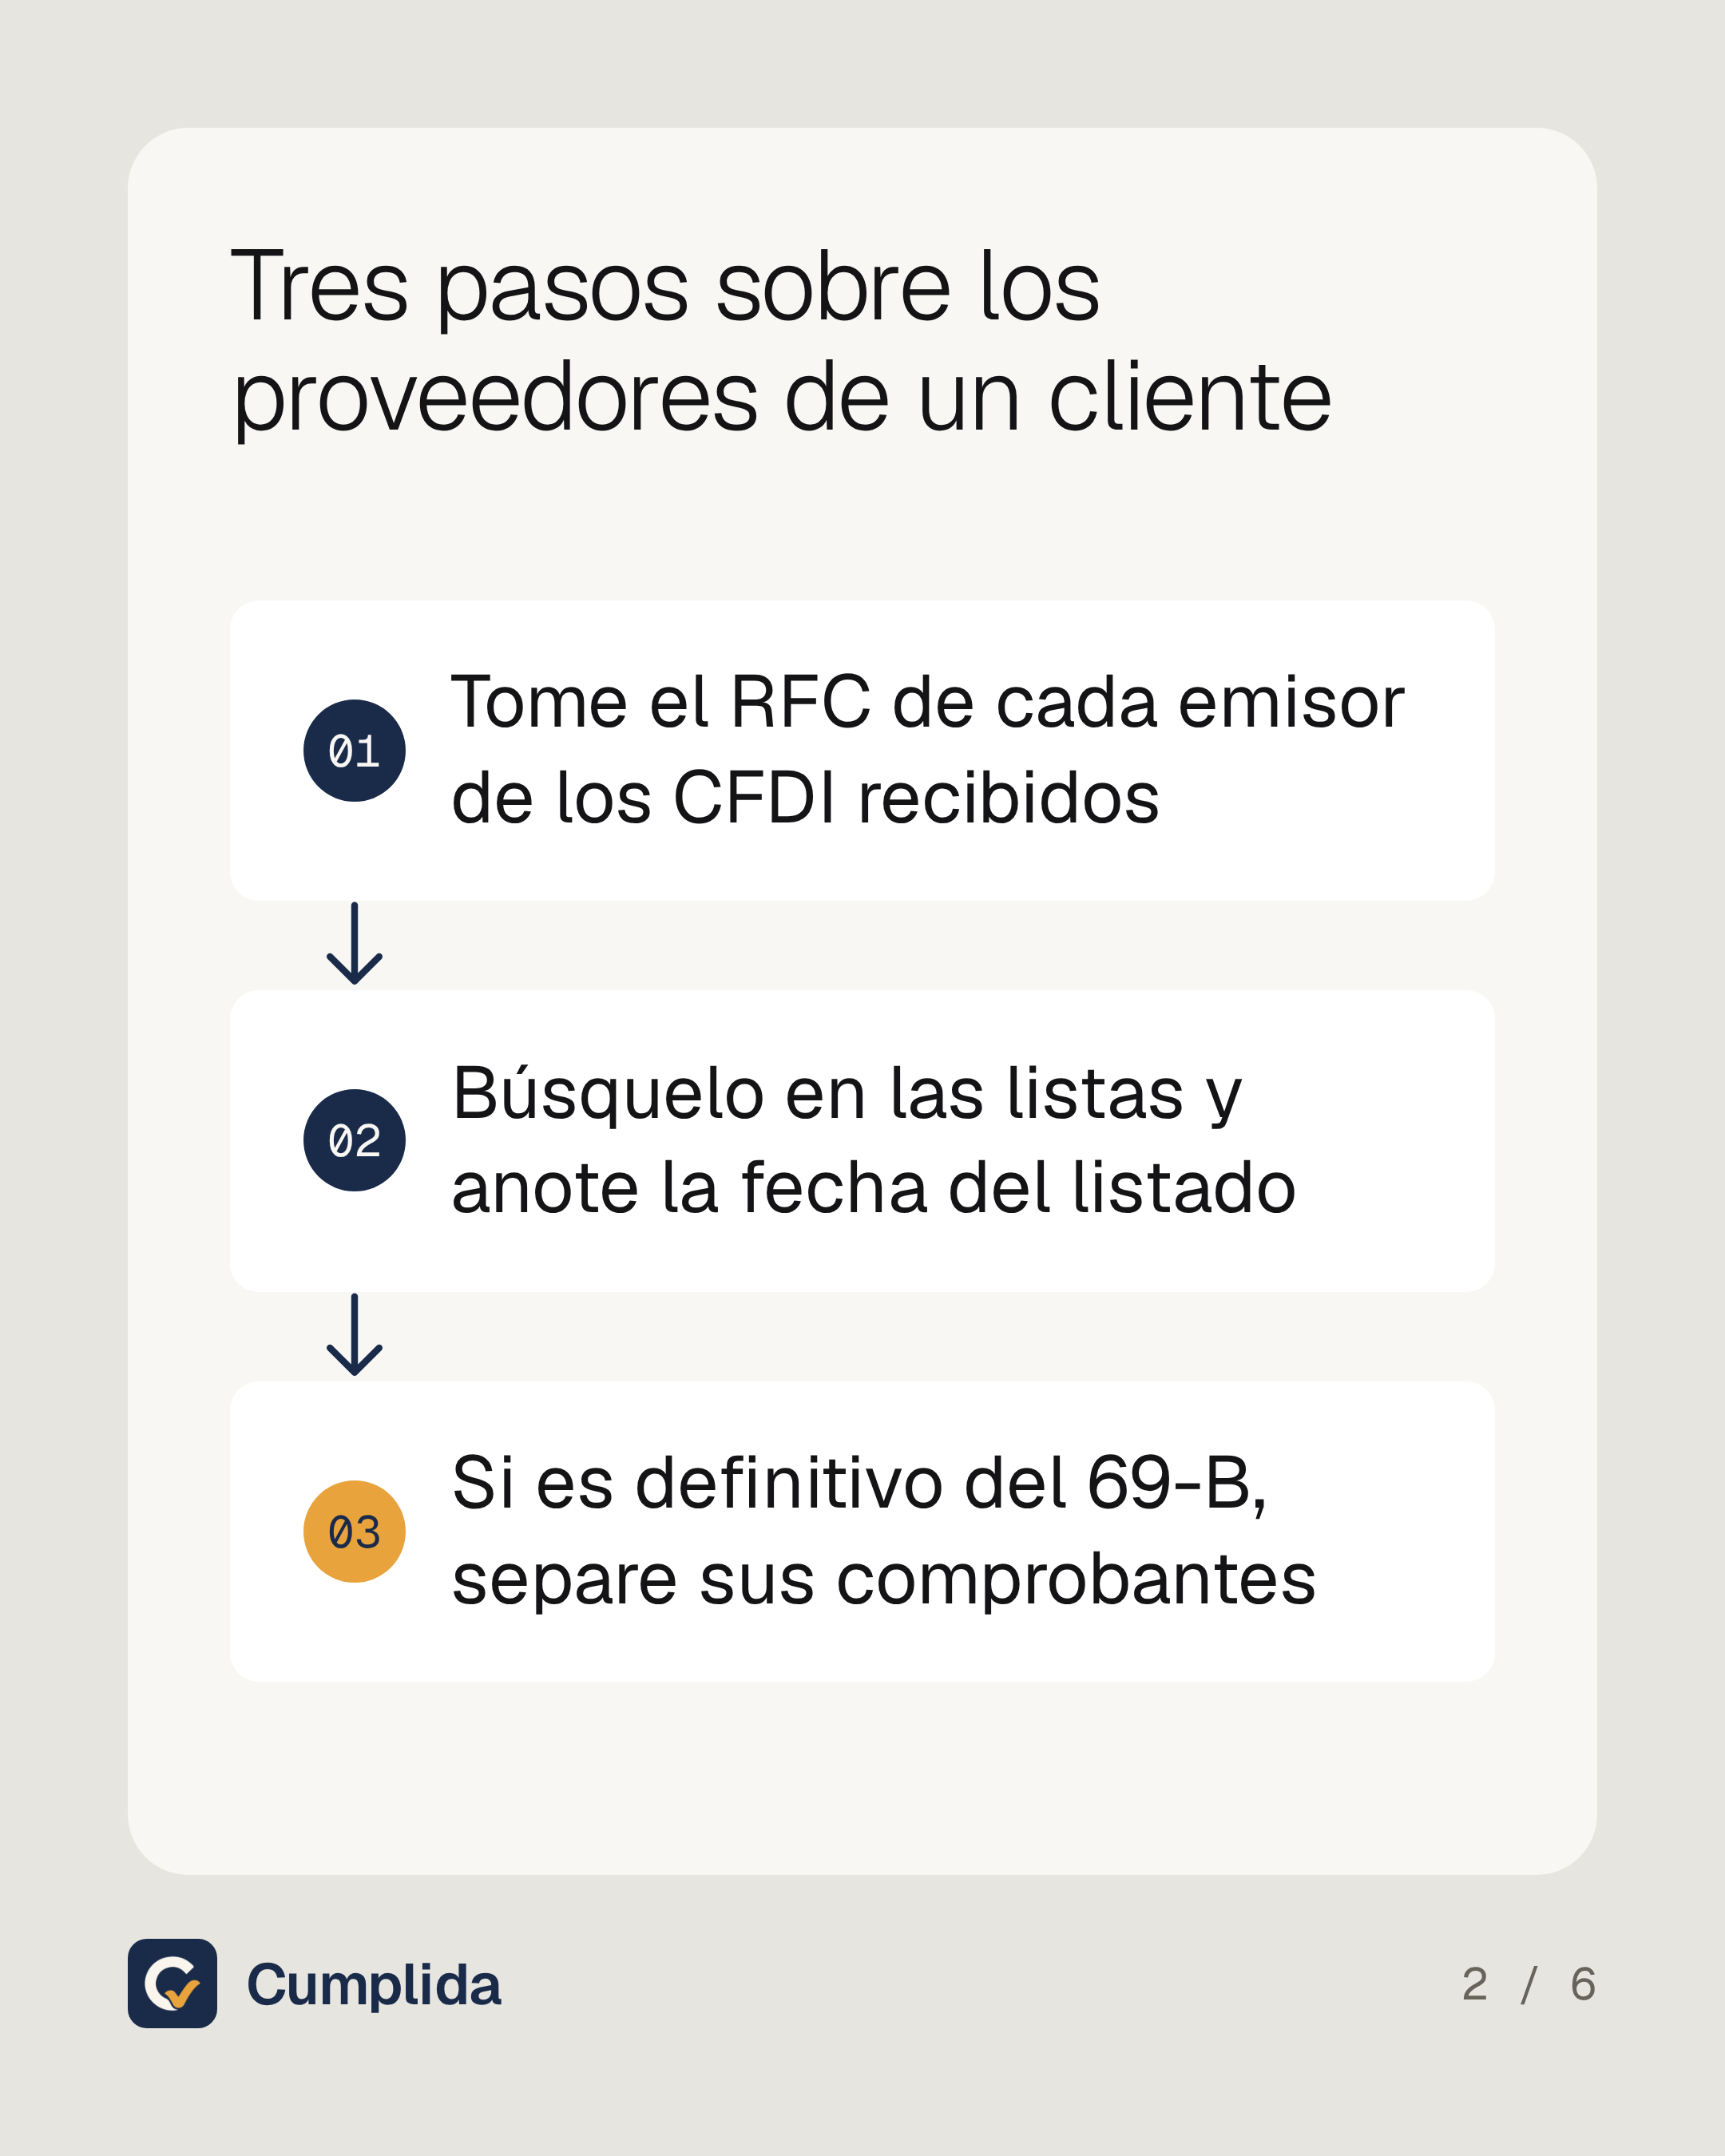 Tres pasos sobre los
proveedores de un cliente
01
Tome el RFC de cada emisor
de los CFDI recibidos
02
Búsquelo en las listas y
anote la fecha del listado
03
Si es definitivo del 69-B,
separe sus comprobantes
Cumplida
2 / 6